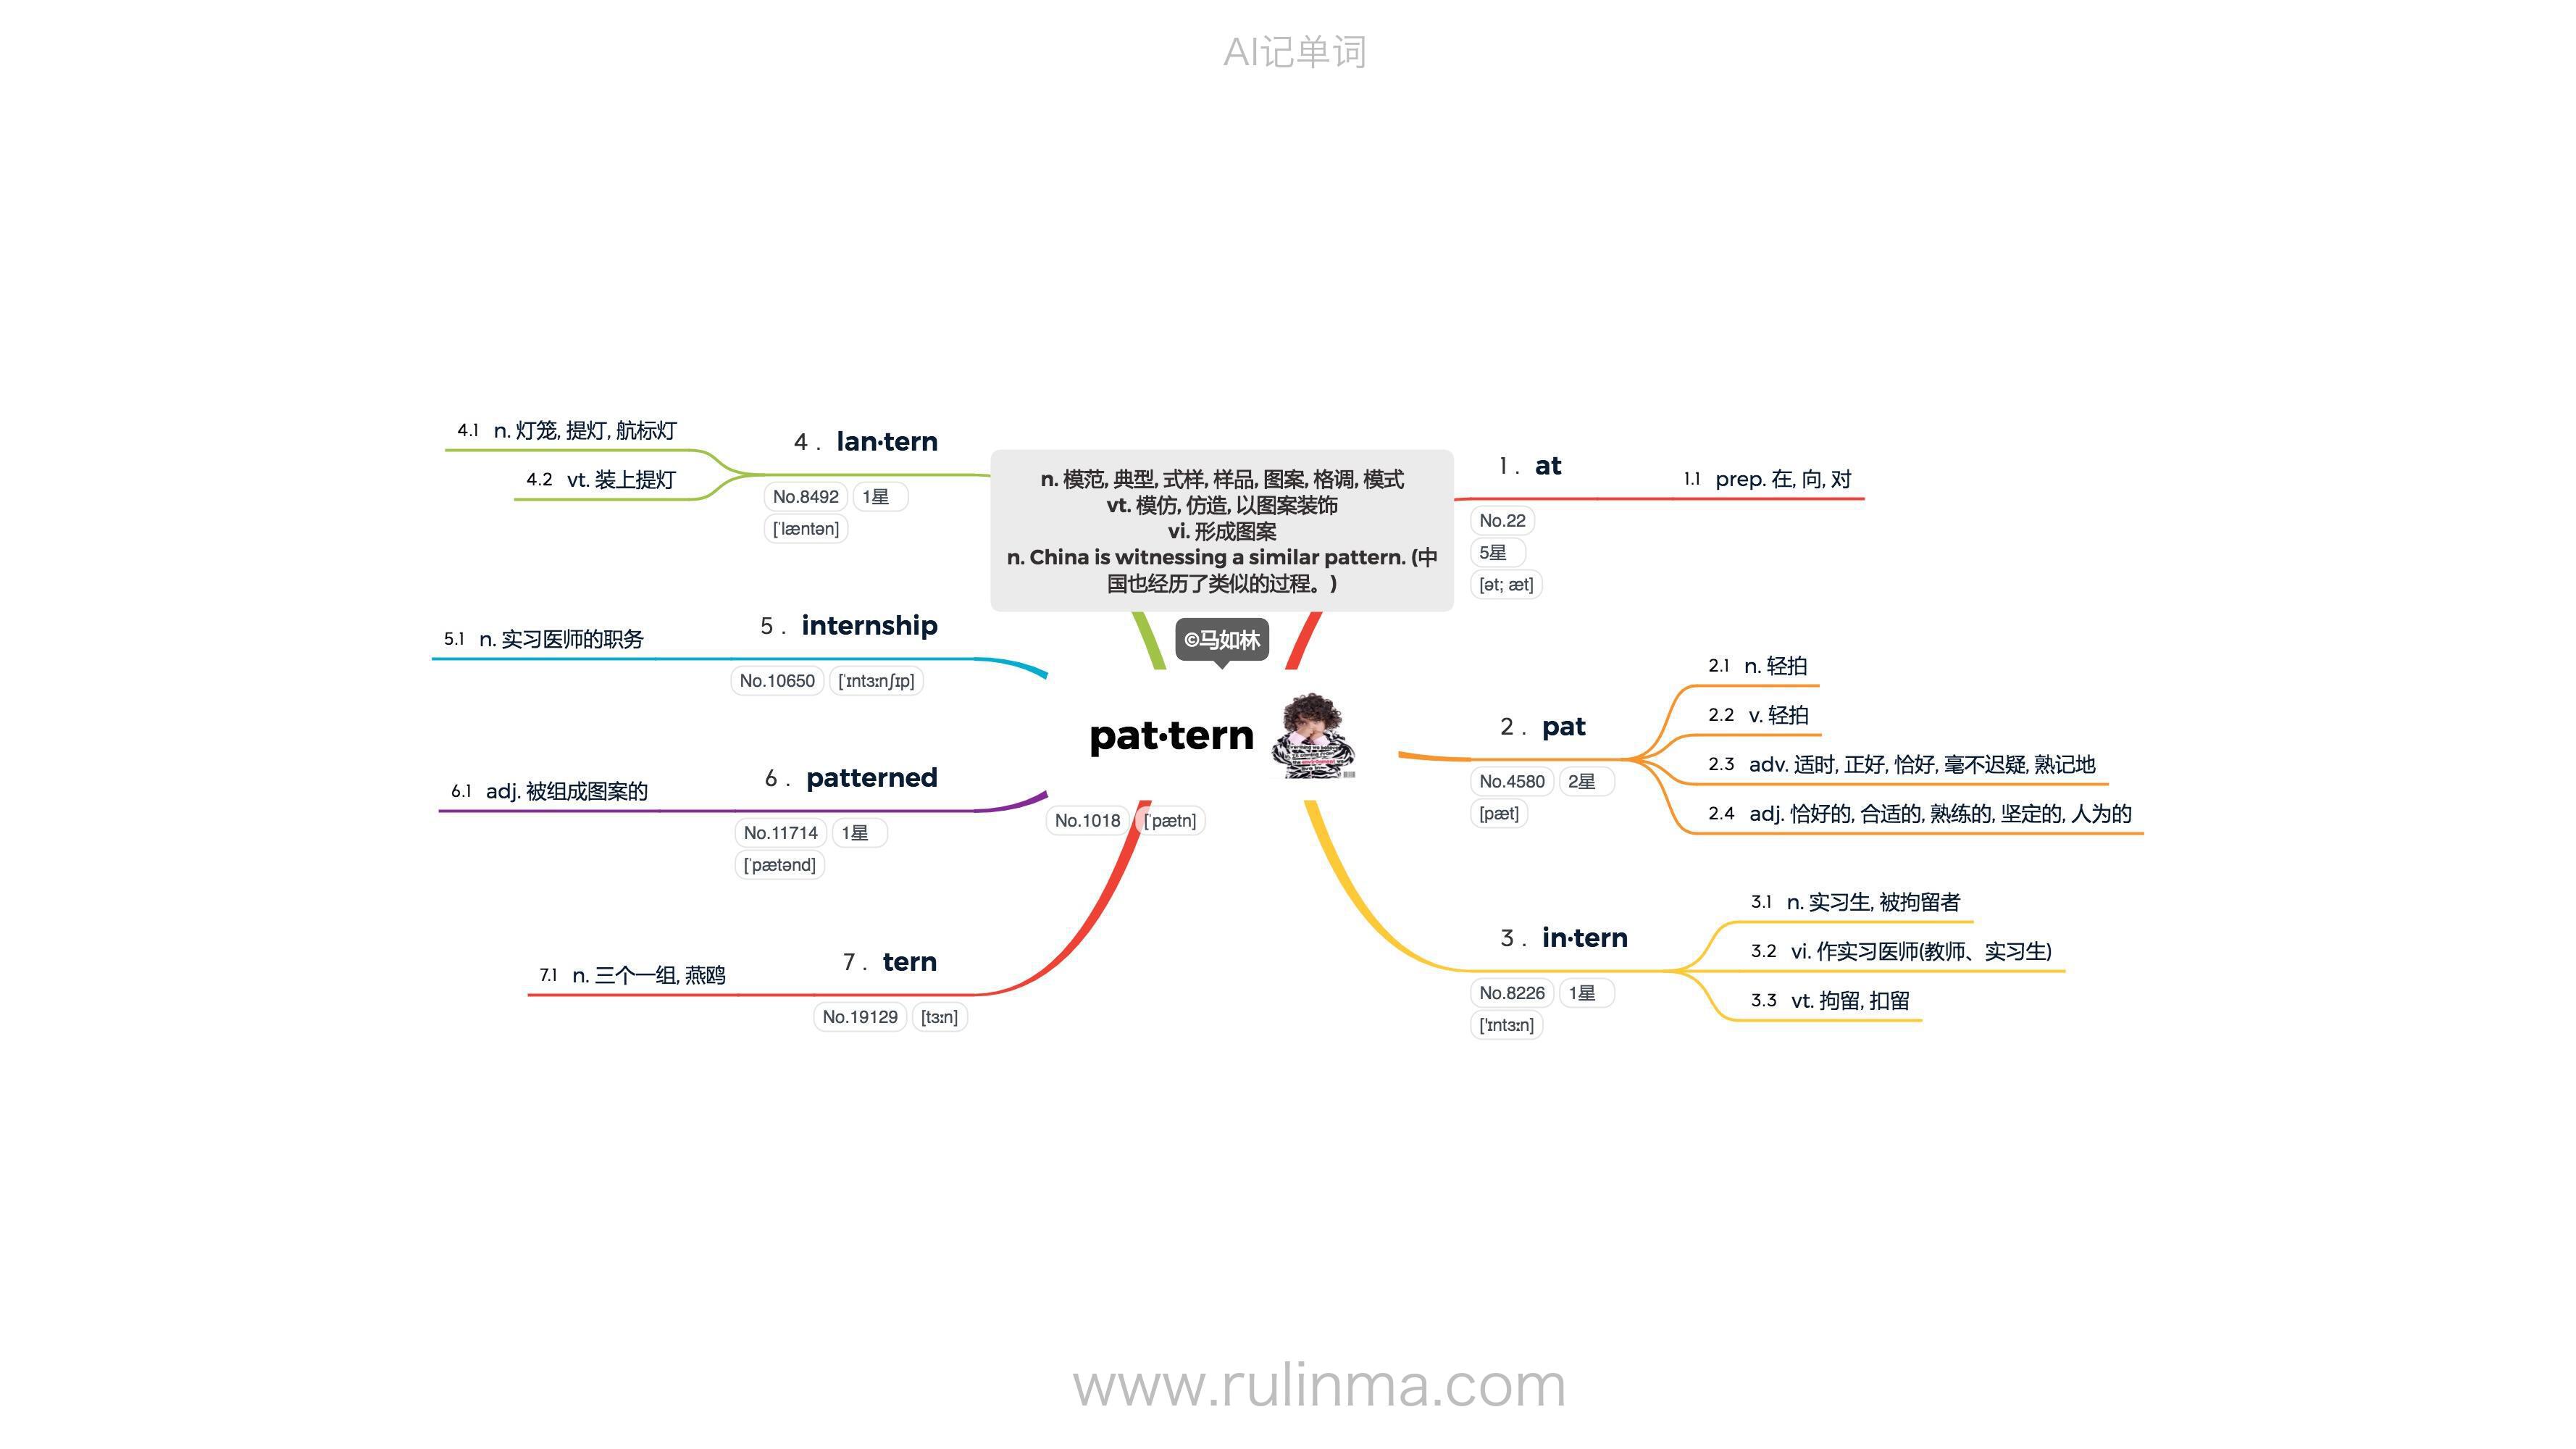 AI记单词
n. 模范, 典型, 式样, 样品, 图案, 格调, 模式
vt. 模仿, 仿造, 以图案装饰
vi. 形成图案
n. China is witnessing a similar pattern. (中
国也经历了类似的过程。)
©马如林
pat·tern
No.1018 [ˈpætn]
1. at
No.22
5星
[ət; æt]
1.1 prep. 在, 向, 对
2. pat
No.4580 2星
[pæt]
2.1 n. 轻拍
2.2 v. 轻拍
2.3 adv. 适时, 正好, 恰好, 毫不迟疑, 熟记地
2.4 adj. 恰好的, 合适的, 熟练的, 坚定的, 人为的
3. in·tern
No.8226 1星
[ˈɪntɜːn]
3.1 n. 实习生, 被拘留者
3.2 vi. 作实习医师(教师、实习生)
3.3 vt. 拘留, 扣留
4. lan·tern
No.8492 1星
[ˈlæntən]
4.1 n. 灯笼, 提灯, 航标灯
4.2 vt. 装上提灯
5. internship
No.10650 [ˈɪntɜːnʃɪp]
5.1 n. 实习医师的职务
6. patterned
No.11714 1星
[ˈpætənd]
6.1 adj. 被组成图案的
7. tern
No.19129 [tɜːn]
7.1 n. 三个一组, 燕鸥
www.rulinma.com